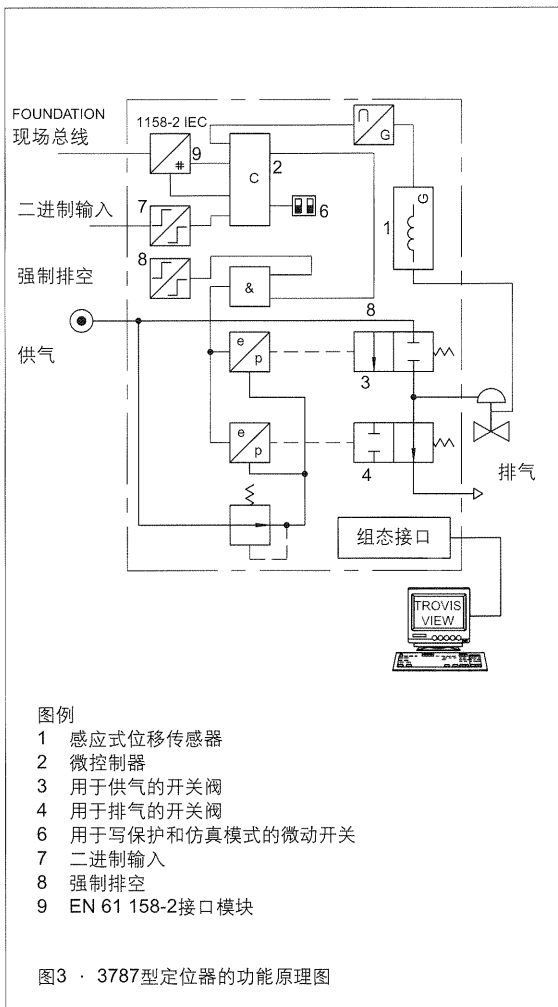 FOUNDATION
现场总线
1158-2 IEC
#
9
C
2
∩
G
二进制输入
7
6
1
G
强制排空
8
&
8
供气
e
p
3
e
p
4
排气
组态接口
TROVIS
VIEW
图例
1 感应式位移传感器
2 微控制器
3 用于供气的开关阀
4 用于排气的开关阀
6 用于写保护和仿真模式的微动开关
7 二进制输入
8 强制排空
9 EN 61 158-2接口模块
图3 · 3787型定位器的功能原理图